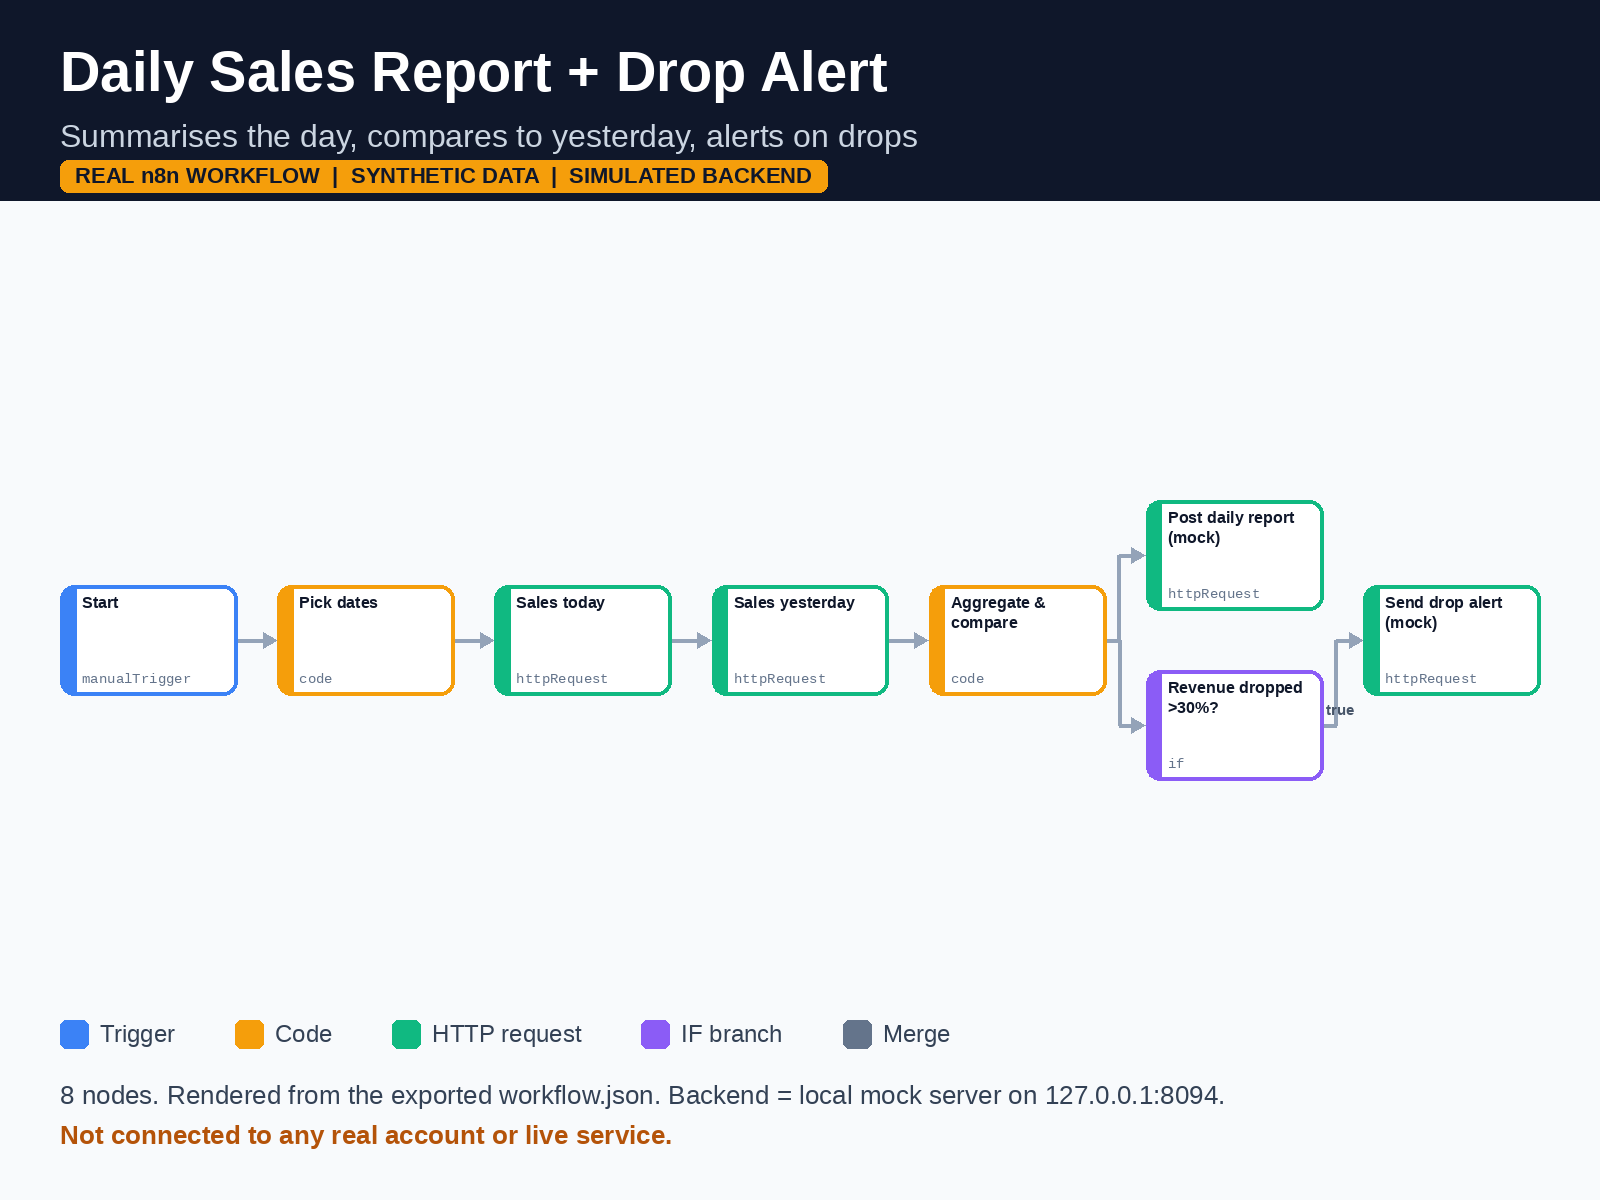 Daily Sales Report + Drop Alert
Summarises the day, compares to yesterday, alerts on drops
REAL n8n WORKFLOW | SYNTHETIC DATA | SIMULATED BACKEND
Start
manualTrigger
Pick dates
code
Sales today
httpRequest
Sales yesterday
httpRequest
Aggregate &
compare
code
Post daily report
(mock)
httpRequest
Revenue dropped
>30%?
if
true
Send drop alert
(mock)
httpRequest
Trigger
Code
HTTP request
IF branch
Merge
8 nodes. Rendered from the exported workflow.json. Backend = local mock server on 127.0.0.1:8094.
Not connected to any real account or live service.